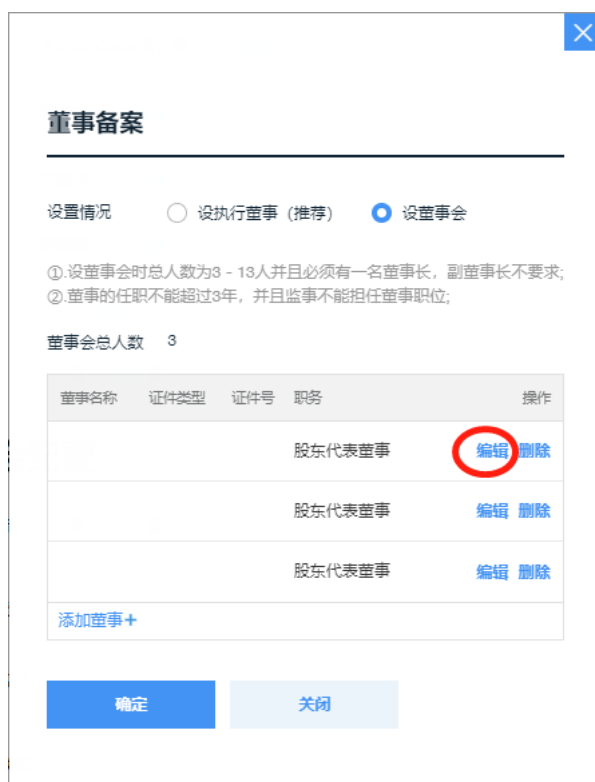 董事备案
设置情况 设执行董事 (推荐) 设董事会
①.设董事会时总人数为3 - 13人并且必须有一名董事长，副董事长不要求;
②.董事的任职不能超过3年，并且监事不能担任董事职位;
董事会总人数 3
董事名称 证件类型 证件号 职务 操作
股东代表董事 编辑 删除
股东代表董事 编辑 删除
股东代表董事 编辑 删除
添加董事+
确定 关闭